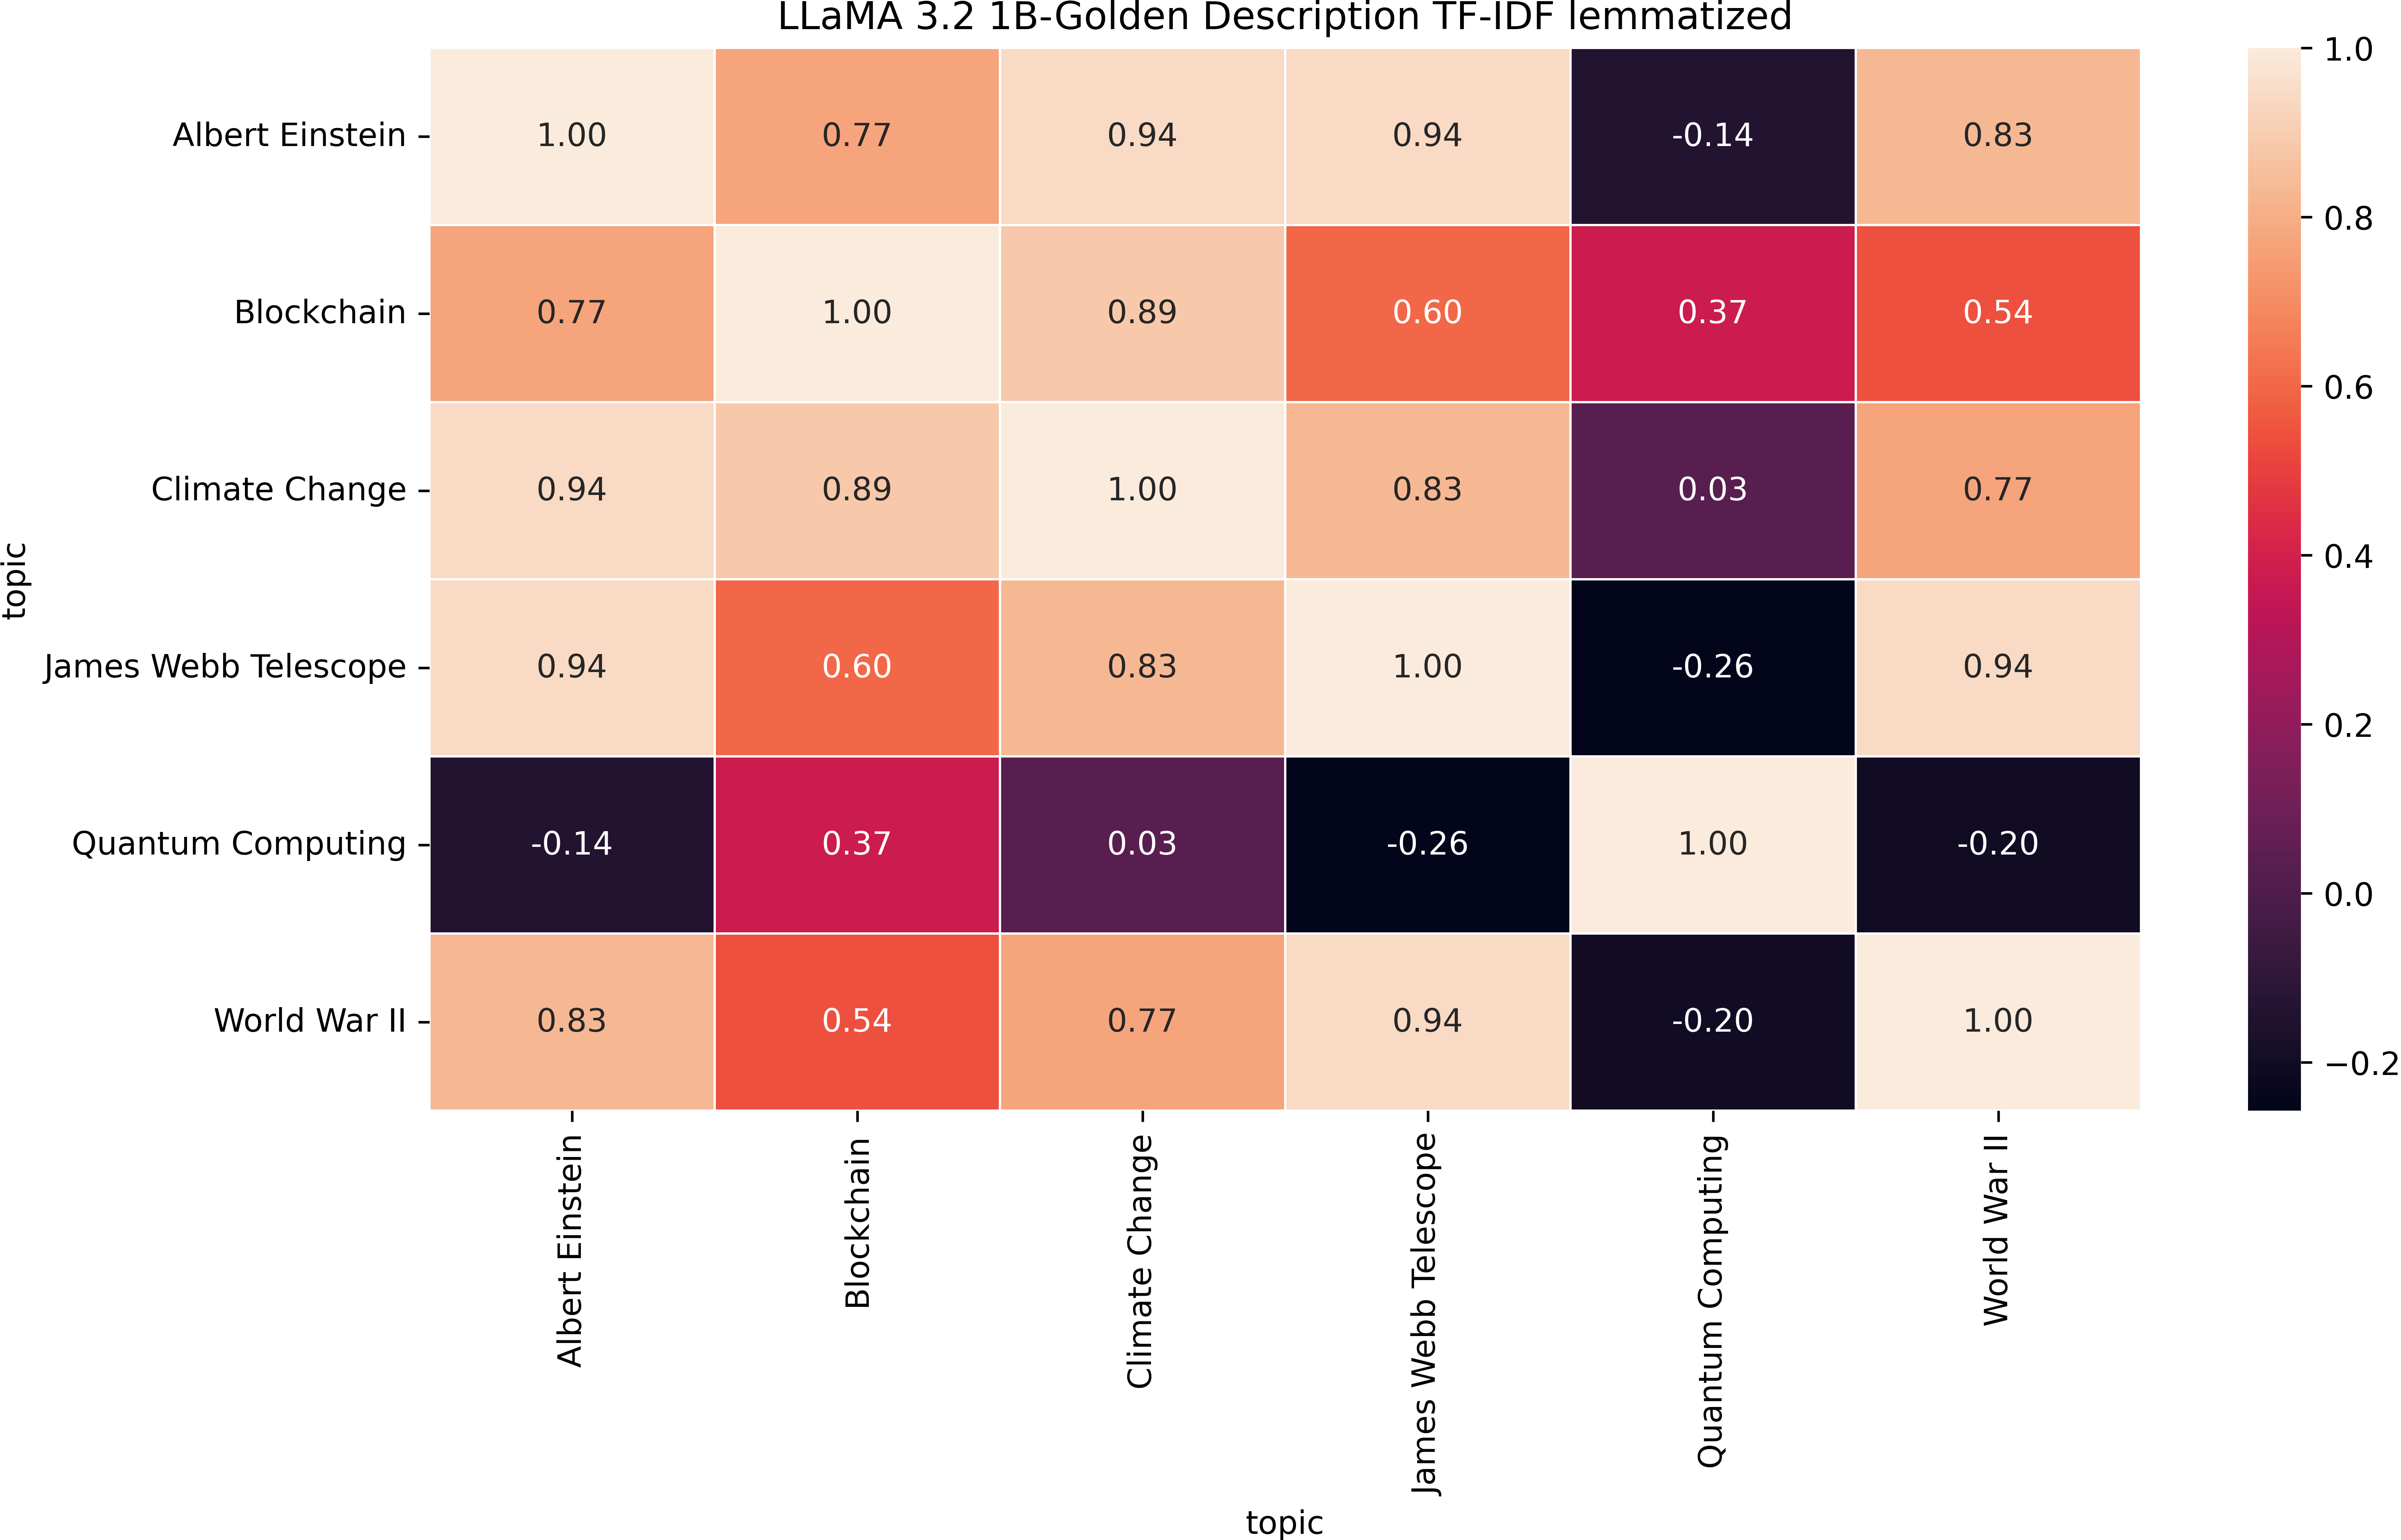 LLaMA 3.2 1B-Golden Description TF-IDF lemmatized
Albert Einstein 1.00 0.77 0.94 0.94 -0.14 0.83
Blockchain 0.77 1.00 0.89 0.60 0.37 0.54
Climate Change 0.94 0.89 1.00 0.83 0.03 0.77
James Webb Telescope 0.94 0.60 0.83 1.00 -0.26 0.94
Quantum Computing -0.14 0.37 0.03 -0.26 1.00 -0.20
World War II 0.83 0.54 0.77 0.94 -0.20 1.00
topic
Albert Einstein
Blockchain
Climate Change
James Webb Telescope
Quantum Computing
World War II
topic
1.0
0.8
0.6
0.4
0.2
0.0
−0.2